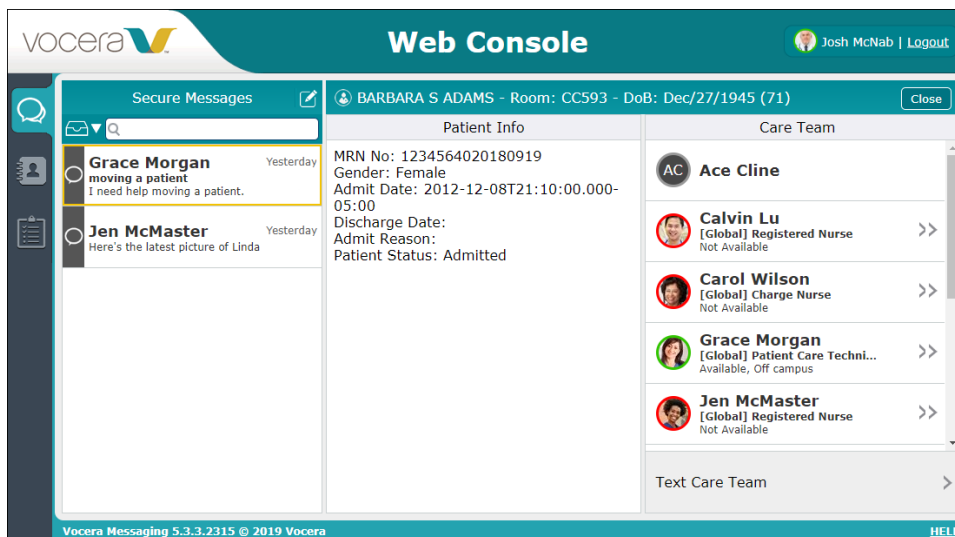 vocera
Web Console
Josh McNab | Logout
Secure Messages
BARBARA S ADAMS - Room: CC593 - DoB: Dec/27/1945 (71)
Close
Grace Morgan
Yesterday
moving a patient
I need help moving a patient.
Jen McMaster
Yesterday
Here's the latest picture of Linda
Patient Info
MRN No: 1234564020180919
Gender: Female
Admit Date: 2012-12-08T21:10:00.000-
05:00
Discharge Date:
Admit Reason:
Patient Status: Admitted
Care Team
AC
Ace Cline
Calvin Lu
[Global] Registered Nurse
Not Available
Carol Wilson
[Global] Charge Nurse
Not Available
Grace Morgan
[Global] Patient Care Techni...
Available, Off campus
Jen McMaster
[Global] Registered Nurse
Not Available
Text Care Team
Vocera Messaging 5.3.3.2315 © 2019 Vocera
HELP